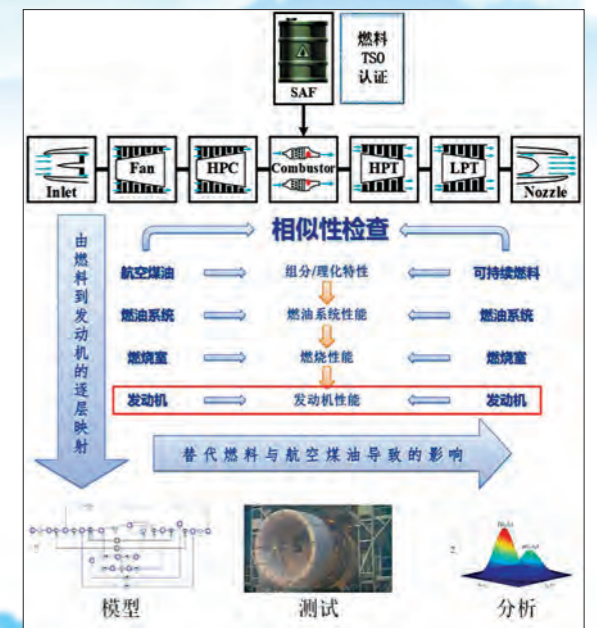 燃料
TSO
认证
SAF
Inlet
Fan
HPC
Combustor
HPT
LPT
Nozzle
相似性检查
由燃料到发动机的逐层映射
航空煤油
组分/理化特性
可持续燃料
燃油系统
燃油系统性能
燃油系统
燃烧室
燃烧性能
燃烧室
发动机
发动机性能
发动机
替代燃料与航空煤油导致的影响
模型
测试
分析